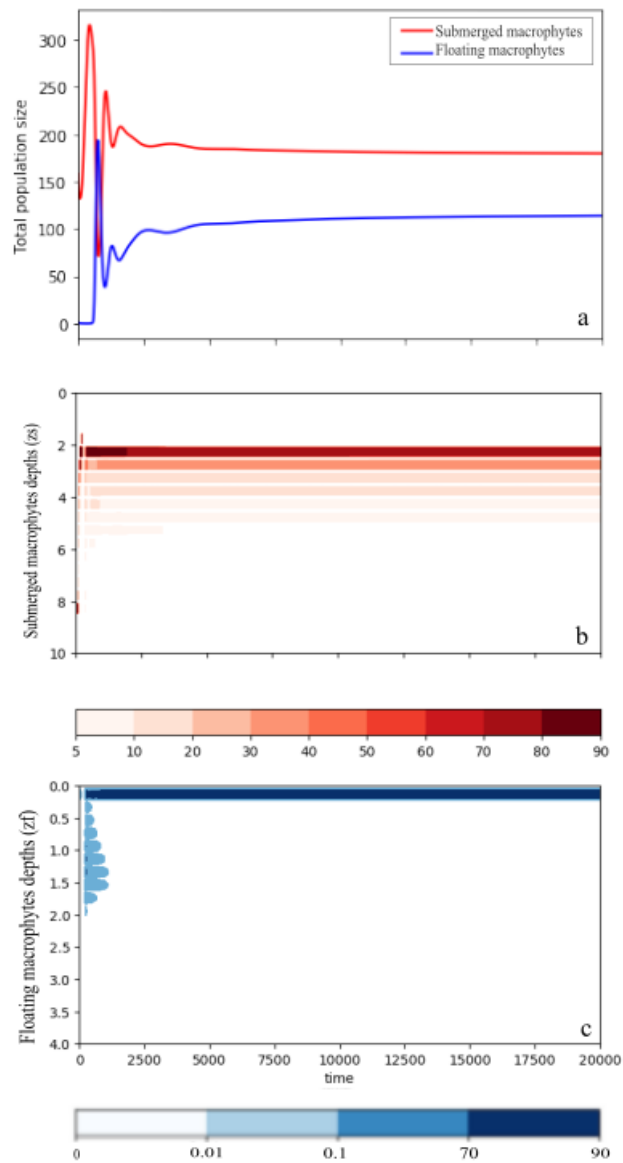 Submerged macrophytes
Floating macrophytes
300
250
200
150
100
50
0
Total population size
a
0
2
4
6
8
10
Submerged macrophytes depths (zs)
b
5 10 20 30 40 50 60 70 80 90
0.0
0.5
1.0
1.5
2.0
2.5
3.0
3.5
4.0
Floating macrophytes depths (zf)
c
0 2500 5000 7500 10000 12500 15000 17500 20000
time
0 0.01 0.1 70 90